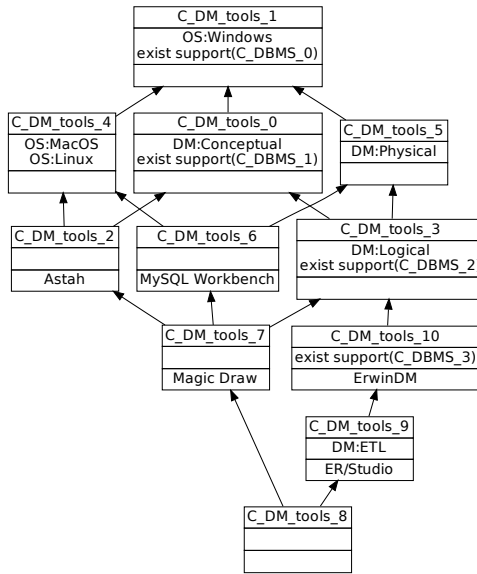 C_DM_tools_1
OS:Windows
exist support(C_DBMS_0)
C_DM_tools_4
OS:MacOS
OS:Linux
C_DM_tools_0
DM:Conceptual
exist support(C_DBMS_1)
C_DM_tools_5
DM:Physical
C_DM_tools_2
Astah
C_DM_tools_6
MySQL Workbench
C_DM_tools_3
DM:Logical
exist support(C_DBMS_2)
C_DM_tools_7
Magic Draw
C_DM_tools_10
exist support(C_DBMS_3)
ErwinDM
C_DM_tools_9
DM:ETL
ER/Studio
C_DM_tools_8